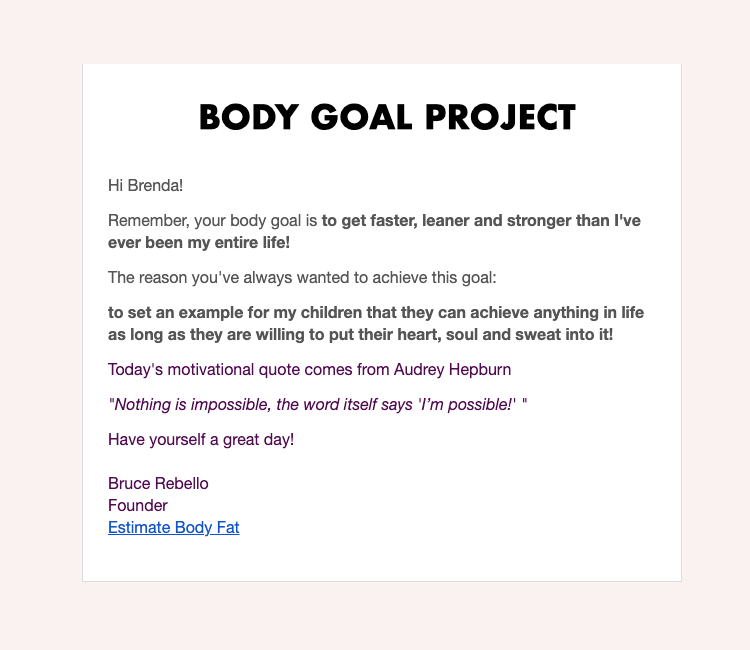 BODY GOAL PROJECT
Hi Brenda!
Remember, your body goal is to get faster, leaner and stronger than I've
ever been my entire life!
The reason you've always wanted to achieve this goal:
to set an example for my children that they can achieve anything in life
as long as they are willing to put their heart, soul and sweat into it!
Today's motivational quote comes from Audrey Hepburn
"Nothing is impossible, the word itself says 'I’m possible!' "
Have yourself a great day!
Bruce Rebello
Founder
Estimate Body Fat